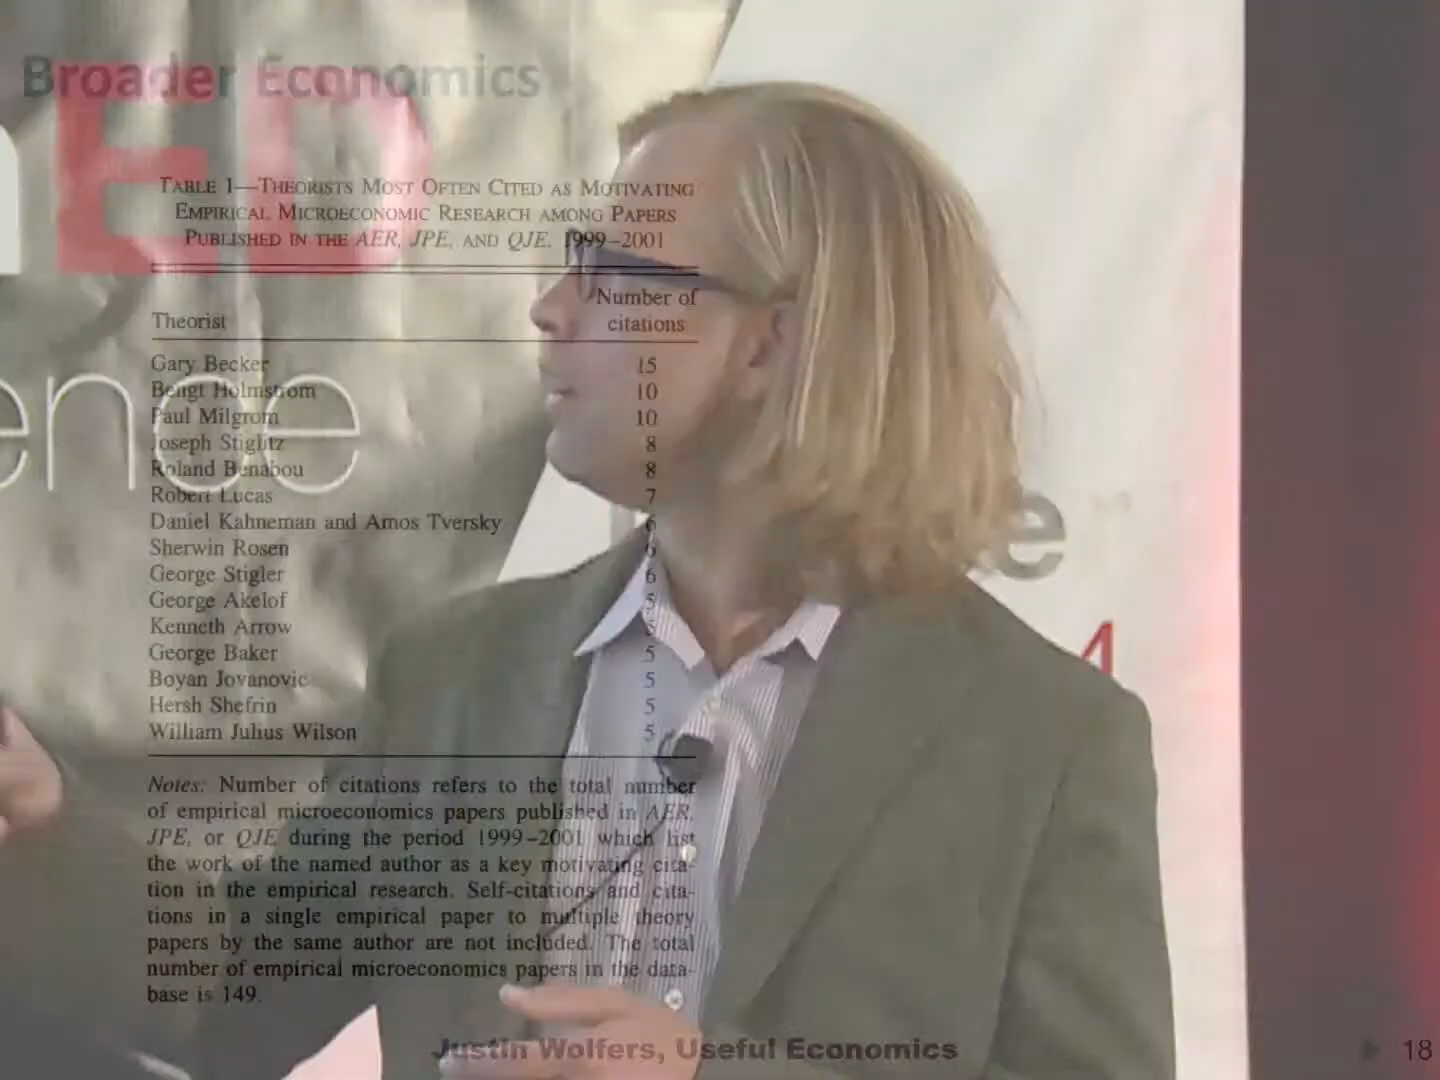 Broader Economics
ED
TABLE 1—THEORISTS MOST OFTEN CITED AS MOTIVATING
EMPIRICAL MICROECONOMIC RESEARCH AMONG PAPERS
PUBLISHED IN THE AER, JPE, AND QJE, 1999–2001
Theorist
Number of
citations
Gary Becker 15
Bengt Holmstrom 10
Paul Milgrom 10
Joseph Stiglitz 8
Roland Benabou 8
Robert Lucas 7
Daniel Kahneman and Amos Tversky 6
Sherwin Rosen 6
George Stigler 6
George Akelof 5
Kenneth Arrow 5
George Baker 5
Boyan Jovanovic 5
Hersh Shefrin 5
William Julius Wilson 5
Notes: Number of citations refers to the total number
of empirical microeconomics papers published in AER,
JPE, or QJE during the period 1999–2001 which list
the work of the named author as a key motivating cita-
tion in the empirical research. Self-citations and cita-
tions in a single empirical paper to multiple theory
papers by the same author are not included. The total
number of empirical microeconomics papers in the data-
base is 149.
ence
e
4
Justin Wolfers, Useful Economics
18